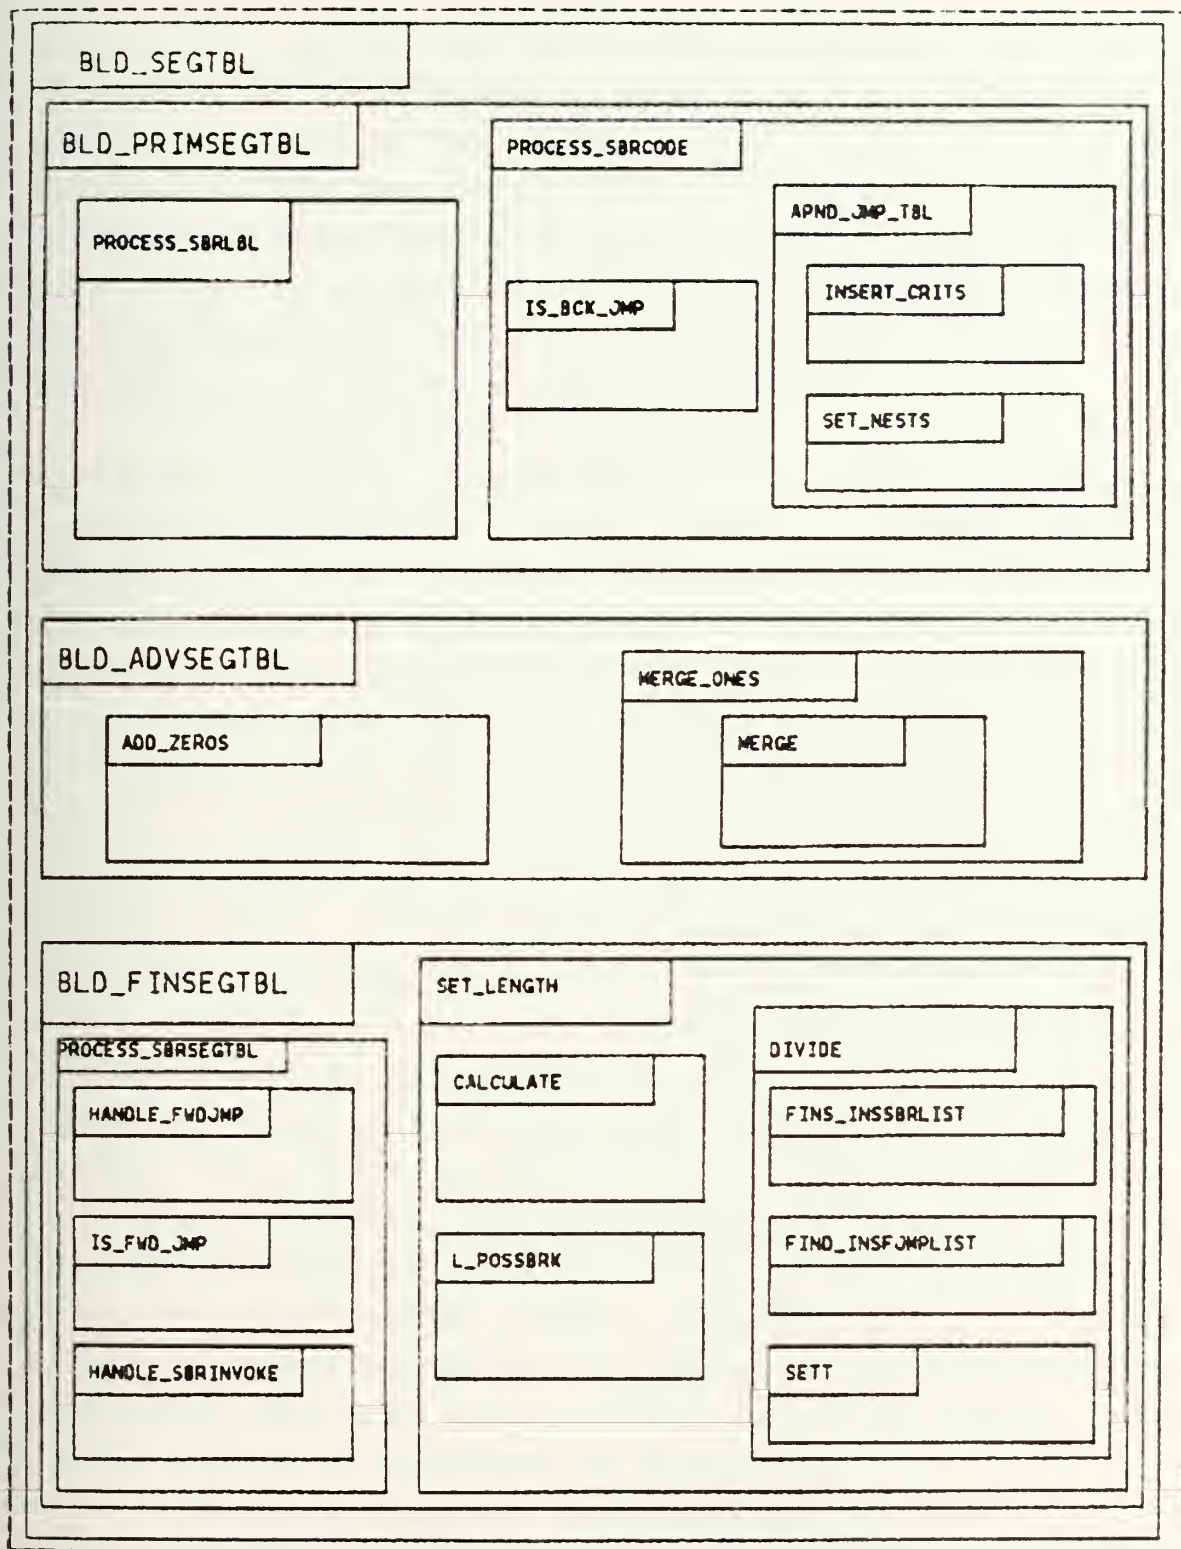 BLD_SEGTBL
BLD_PRIMSEGTBL
PROCESS_SBRCODE
PROCESS_SBRLBL
APND_JMP_TBL
IS_BCK_JMP
INSERT_CRITS
SET_NESTS
BLD_ADVSEGTBL
MERGE_ONES
ADD_ZEROS
MERGE
BLD_FINSEGTBL
SET_LENGTH
PROCESS_SBRSEGTBL
DIVIDE
CALCULATE
HANDLE_FWDJMP
FINS_INSSBRLIST
IS_FWD_JMP
L_POSSBRK
FIND_INSFJMPLIST
HANDLE_SBRINVOKE
SETT